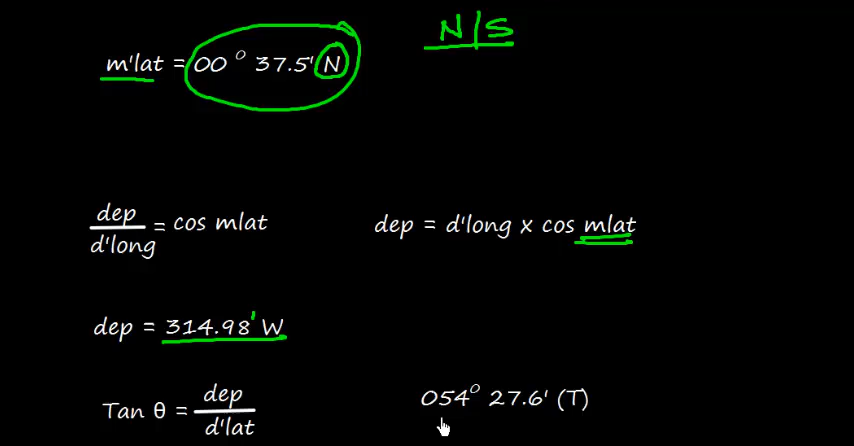 N|S
m'lat = 00° 37.5' N
dep/d'long = cos mlat
dep = d'long x cos mlat
dep = 314.98' W
Tan θ = dep/d'lat
054° 27.6' (T)